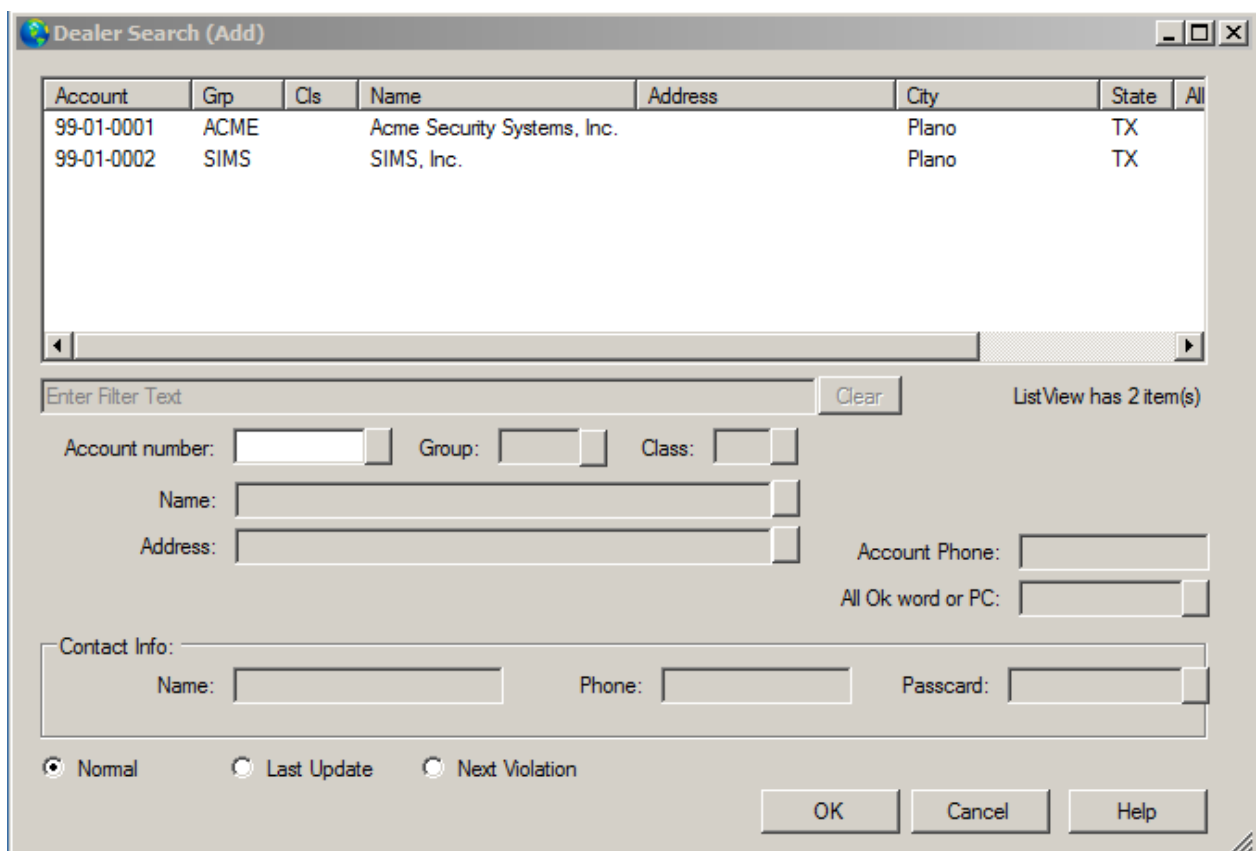 Dealer Search (Add)
Account Grp Cls Name Address City State All
99-01-0001 ACME Acme Security Systems, Inc. Plano TX
99-01-0002 SIMS SIMS, Inc. Plano TX
Enter Filter Text Clear ListView has 2 item(s)
Account number: Group: Class:
Name:
Address:
Account Phone:
All Ok word or PC:
Contact Info:
Name: Phone: Passcard:
Normal Last Update Next Violation
OK Cancel Help